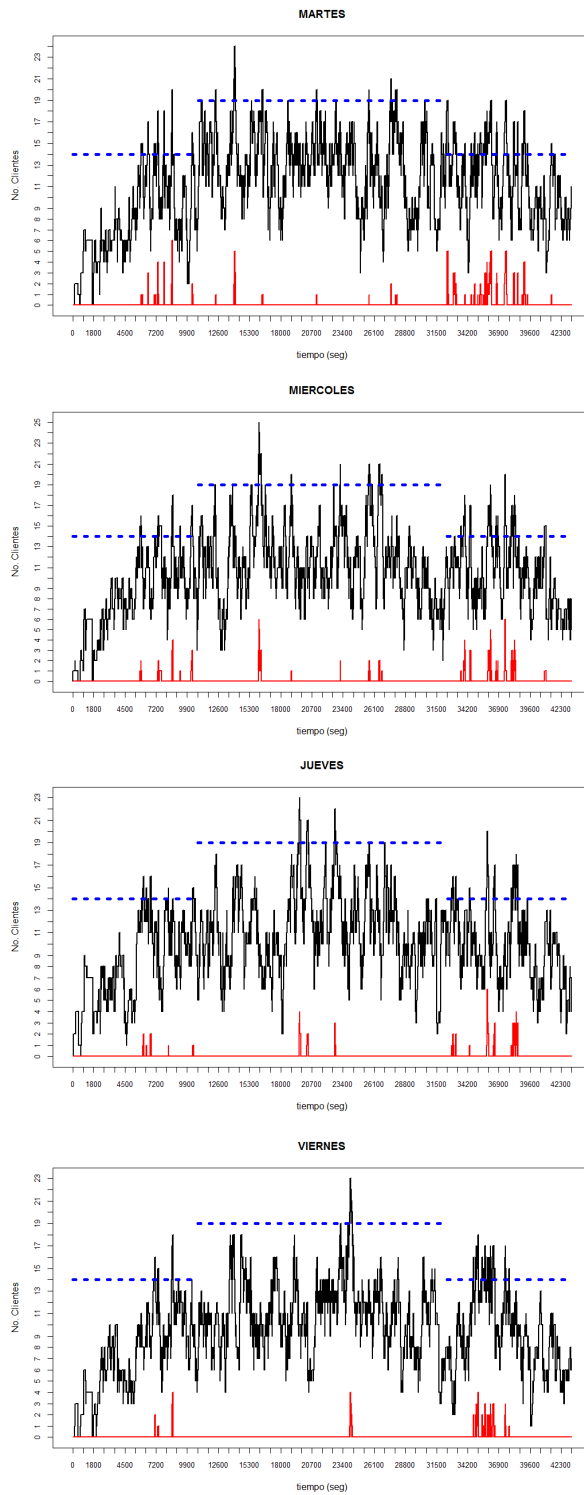 MARTES
No. Clientes
0 1 2 3 4 5 6 7 9 11 13 15 17 19 21 23
0 1800 4500 7200 9900 12600 15300 18000 20700 23400 26100 28800 31500 34200 36900 39600 42300
tiempo (seg)
MIERCOLES
No. Clientes
0 1 2 3 4 5 6 7 9 11 13 15 17 19 21 23 25
0 1800 4500 7200 9900 12600 15300 18000 20700 23400 26100 28800 31500 34200 36900 39600 42300
tiempo (seg)
JUEVES
No. Clientes
0 1 2 3 4 5 6 7 9 11 13 15 17 19 21 23
0 1800 4500 7200 9900 12600 15300 18000 20700 23400 26100 28800 31500 34200 36900 39600 42300
tiempo (seg)
VIERNES
No. Clientes
0 1 2 3 4 5 6 7 9 11 13 15 17 19 21 23
0 1800 4500 7200 9900 12600 15300 18000 20700 23400 26100 28800 31500 34200 36900 39600 42300
tiempo (seg)